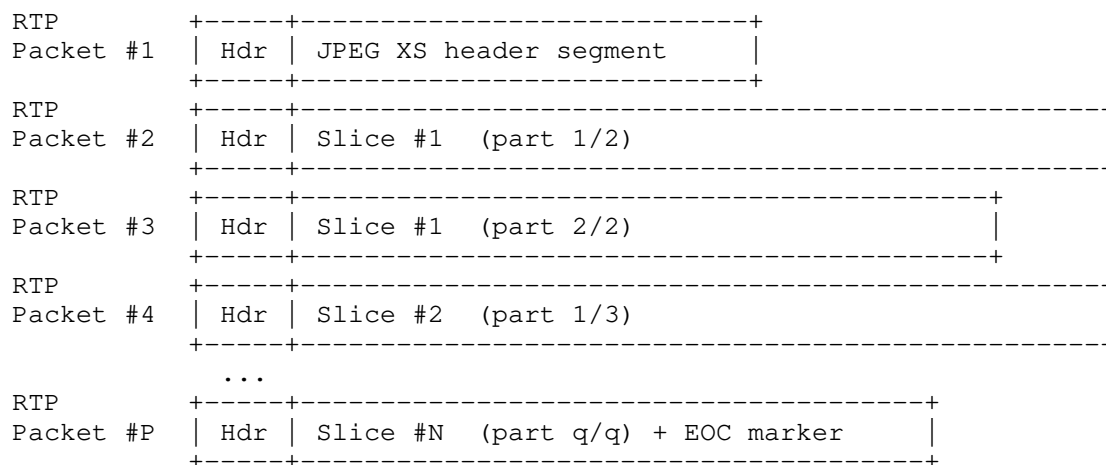 RTP +-----+----------------------------+
Packet #1 | Hdr | JPEG XS header segment |
+-----+----------------------------+
RTP +-----+---------------------------------------------------
Packet #2 | Hdr | Slice #1 (part 1/2)
+-----+---------------------------------------------------
RTP +-----+-------------------------------------------+
Packet #3 | Hdr | Slice #1 (part 2/2) |
+-----+-------------------------------------------+
RTP +-----+---------------------------------------------------
Packet #4 | Hdr | Slice #2 (part 1/3)
+-----+---------------------------------------------------
...
RTP +-----+---------------------------------------+
Packet #P | Hdr | Slice #N (part q/q) + EOC marker |
+-----+---------------------------------------+